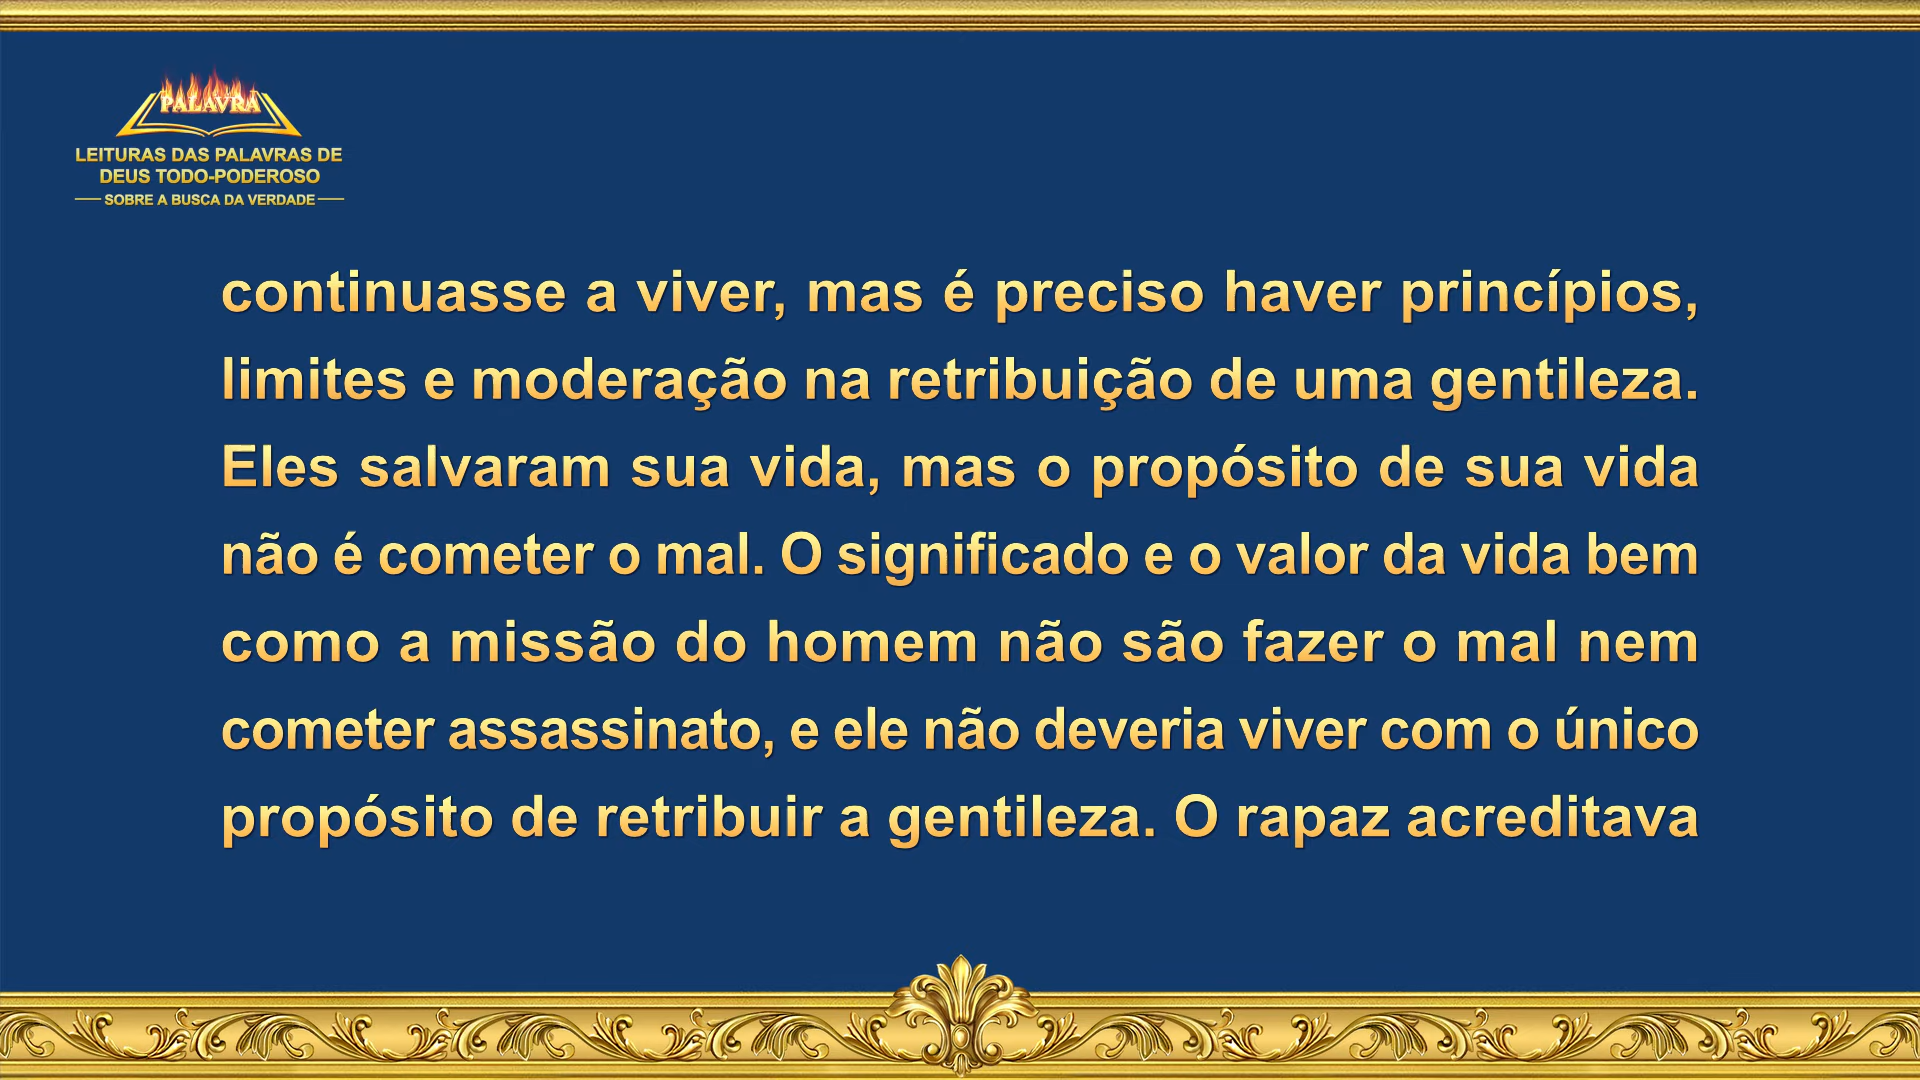 PALAVRA
LEITURAS DAS PALAVRAS DE
DEUS TODO-PODEROSO
SOBRE A BUSCA DA VERDADE
continuasse a viver, mas é preciso haver princípios,
limites e moderação na retribuição de uma gentileza.
Eles salvaram sua vida, mas o propósito de sua vida
não é cometer o mal. O significado e o valor da vida bem
como a missão do homem não são fazer o mal nem
cometer assassinato, e ele não deveria viver com o único
propósito de retribuir a gentileza. O rapaz acreditava